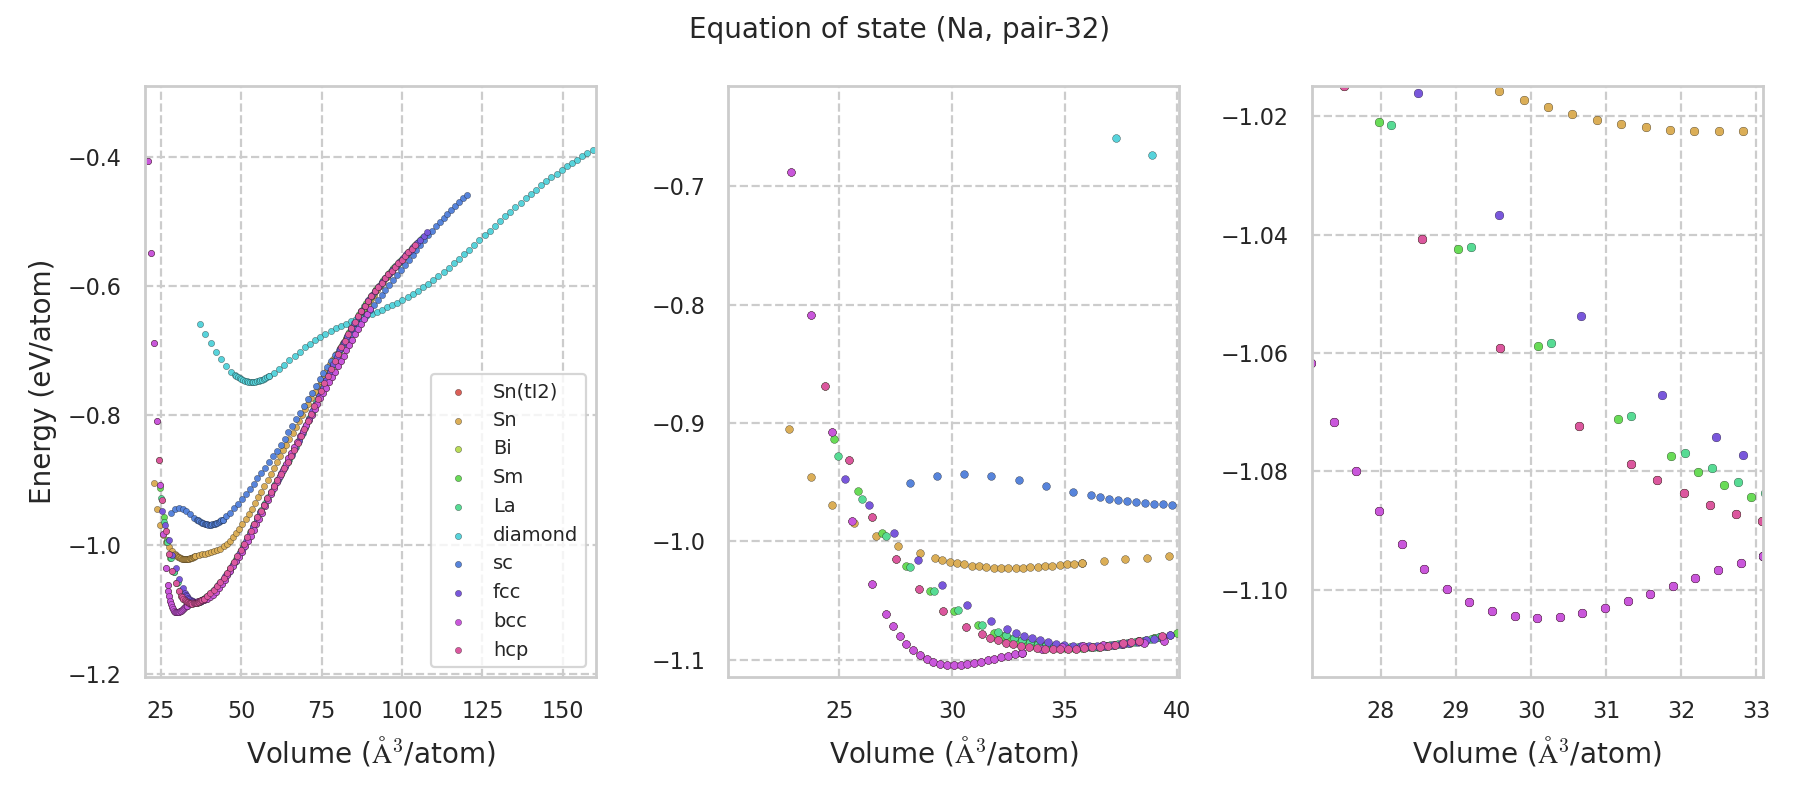 Equation of state (Na, pair-32)
Energy (eV/atom)
−0.4
−0.6
−0.8
−1.0
−1.2
25 50 75 100 125 150
Volume (Å³/atom)
Sn(tI2)
Sn
Bi
Sm
La
diamond
sc
fcc
bcc
hcp
−0.7
−0.8
−0.9
−1.0
−1.1
25 30 35 40
Volume (Å³/atom)
−1.02
−1.04
−1.06
−1.08
−1.10
28 29 30 31 32 33
Volume (Å³/atom)